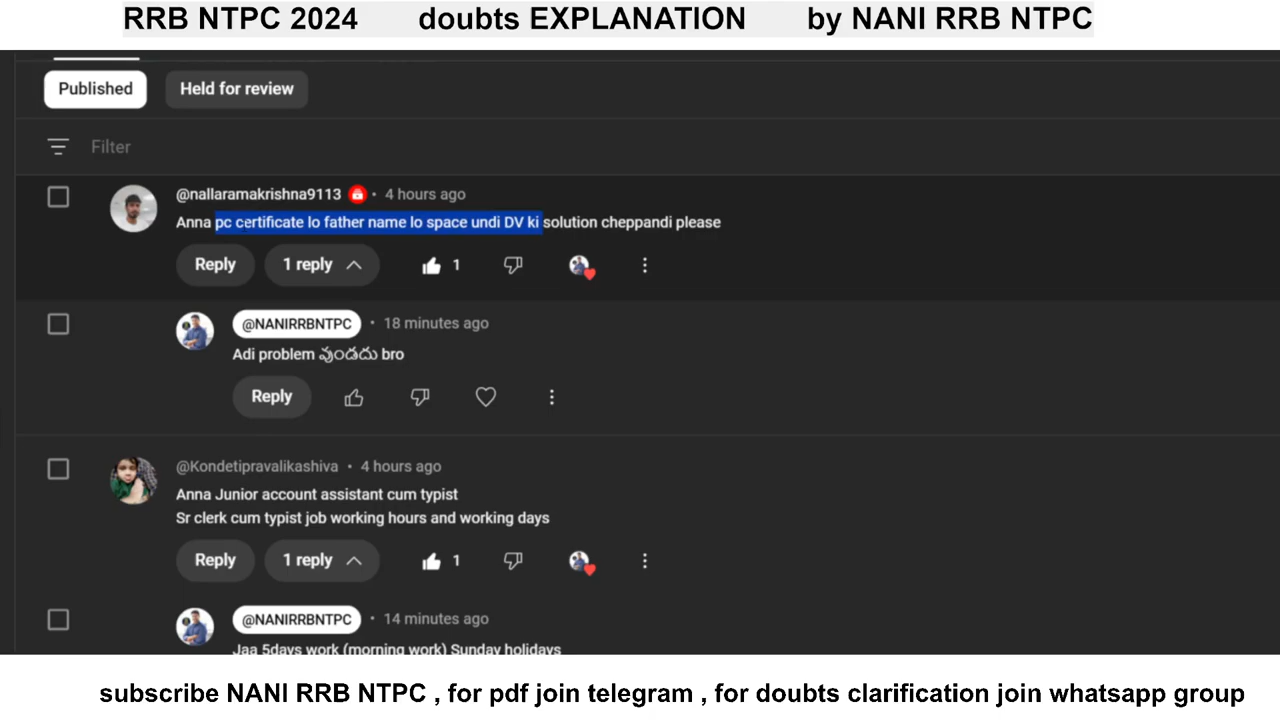 RRB NTPC 2024 doubts EXPLANATION by NANI RRB NTPC
Published Held for review
Filter
@nallaramakrishna9113 • 4 hours ago
Anna pc certificate lo father name lo space undi DV ki solution cheppandi please
Reply 1 reply 1
@NANIRRBNTPC • 18 minutes ago
Adi problem వుండదు bro
Reply
@Kondetipravalikashiva • 4 hours ago
Anna Junior account assistant cum typist
Sr clerk cum typist job working hours and working days
Reply 1 reply 1
@NANIRRBNTPC • 14 minutes ago
Jaa 5days work (morning work) Sunday holidays
subscribe NANI RRB NTPC , for pdf join telegram , for doubts clarification join whatsapp group